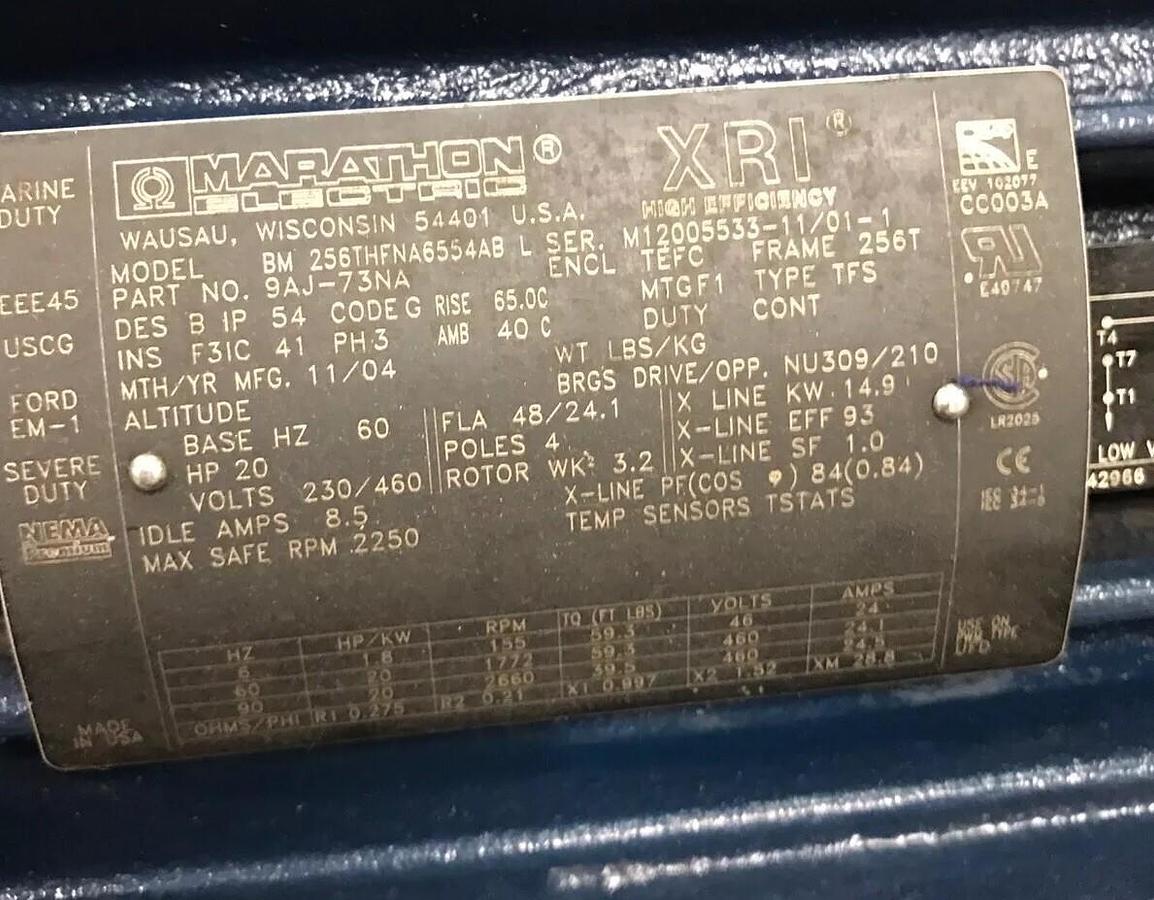 ARINE
DUTY
EEE45
USCG
FORD
EM-1
SEVERE
DUTY
NEMA
Premium
MADE
IN USA
MARATHON®
ELECTRIC
XRI®
HIGH EFFICIENCY
WAUSAU, WISCONSIN 54401 U.S.A.
MODEL BM 256THFNA6554AB L SER. M12005533-11/01-1
PART NO. 9AJ-73NA ENCL TEFC FRAME 256T
DES B IP 54 CODE G RISE 65.0C MTG F1 TYPE TFS
INS F3 IC 41 PH 3 AMB 40 C DUTY CONT
MTH/YR MFG. 11/04 WT LBS/KG
ALTITUDE BRGS DRIVE/OPP. NU309/210
BASE HZ 60 FLA 48/24.1 X LINE KW 14.9
HP 20 POLES 4 X-LINE EFF 93
VOLTS 230/460 ROTOR WK² 3.2 X-LINE SF 1.0
IDLE AMPS 8.5 X-LINE PF(COS φ) 84(0.84)
MAX SAFE RPM 2250 TEMP SENSORS TSTATS
HZ HP/KW RPM TQ (FT LBS) VOLTS AMPS
6 1.8 155 59.3 46 24
60 20 1772 59.3 460 24.1
90 20 2660 39.5 460 24.5
OHMS/PH R1 0.275 R2 0.21 X1 0.997 X2 1.52 XM 28.8
E
EEV 102077
CC003A
E49747
LR2025
CE
IEC 34-1
USE ON
PWM TYPE
VFD
T4
T7
T1
LOW V
42966